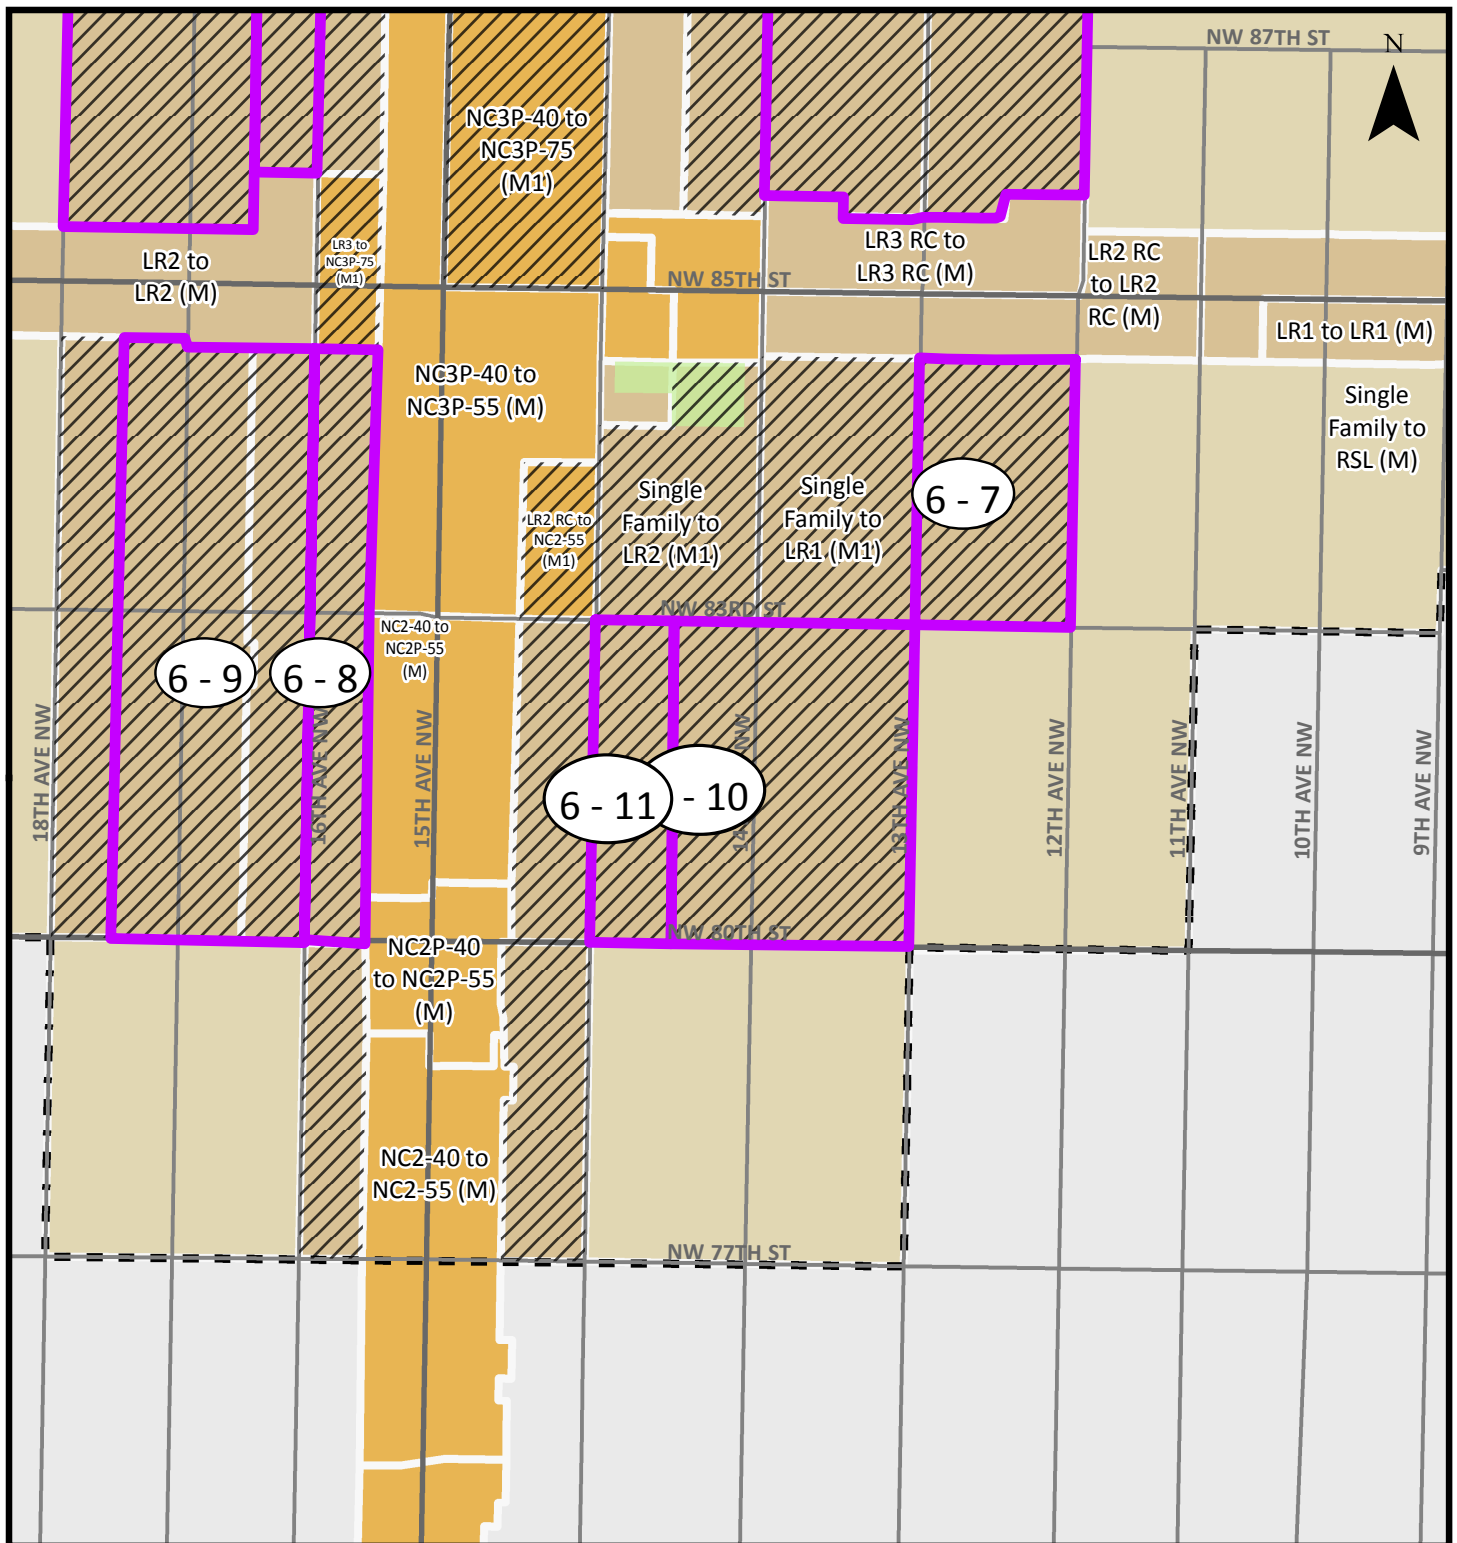 NW 87TH ST
N
NC3P-40 to
NC3P-75
(M1)
LR3 to
NC3P-75
(M1)
LR2 to
LR2 (M)
NW 85TH ST
LR3 RC to
LR3 RC (M)
LR2 RC
to LR2
RC (M)
LR1 to LR1 (M)
NC3P-40 to
NC3P-55 (M)
Single
Family to
RSL (M)
LR2 RC to
NC2-55
(M1)
Single
Family to
LR2 (M1)
Single
Family to
LR1 (M1)
6 - 7
NW 83RD ST
NC2-40 to
NC2P-55
(M)
6 - 9
6 - 8
6 - 11
- 10
18TH AVE NW
16TH AVE NW
15TH AVE NW
13TH AVE NW
12TH AVE NW
11TH AVE NW
10TH AVE NW
9TH AVE NW
NW 80TH ST
NC2P-40
to NC2P-55
(M)
NC2-40 to
NC2-55 (M)
NW 77TH ST